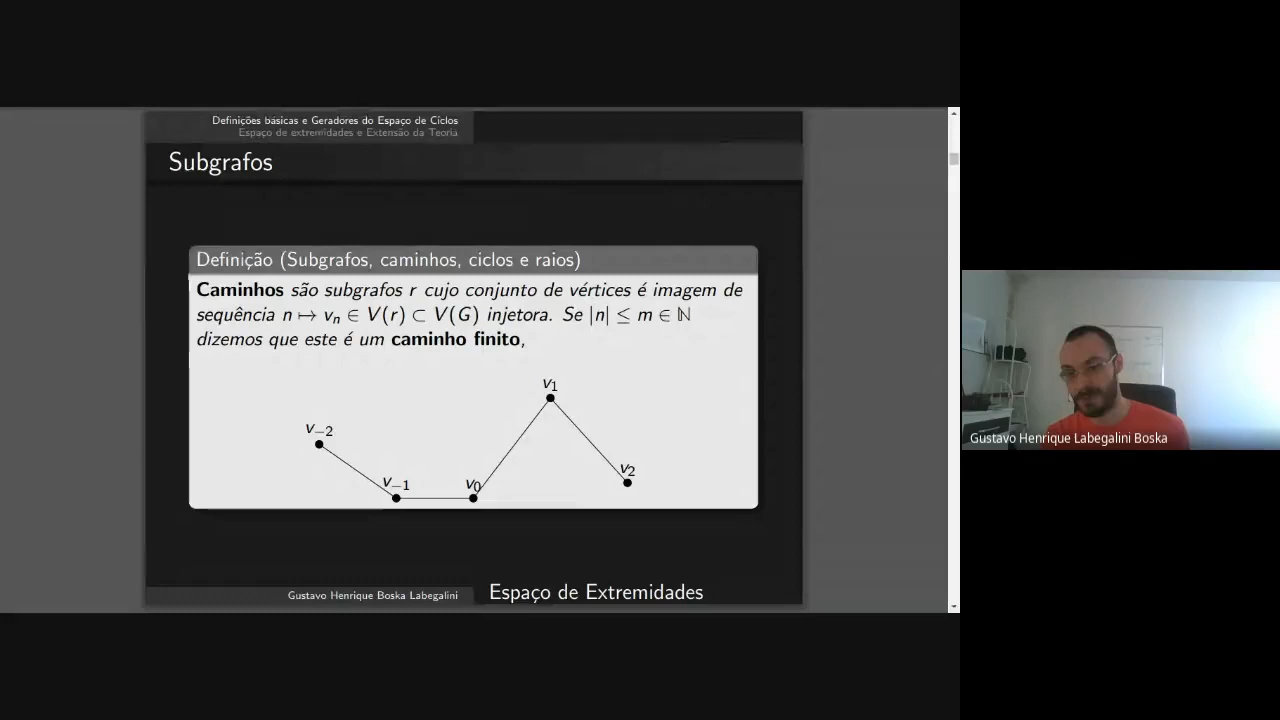 Definições básicas e Geradores do Espaço de Ciclos
Espaço de extremidades e Extensão da Teoria
Subgrafos
Definição (Subgrafos, caminhos, ciclos e raios)
Caminhos são subgrafos r cujo conjunto de vértices é imagem de
sequência n ↦ vₙ ∈ V(r) ⊂ V(G) injetora. Se |n| ≤ m ∈ ℕ
dizemos que este é um caminho finito,
v₁
v₋₂
v₋₁
v₀
v₂
Gustavo Henrique Labegalini Boska
Gustavo Henrique Boska Labegalini
Espaço de Extremidades